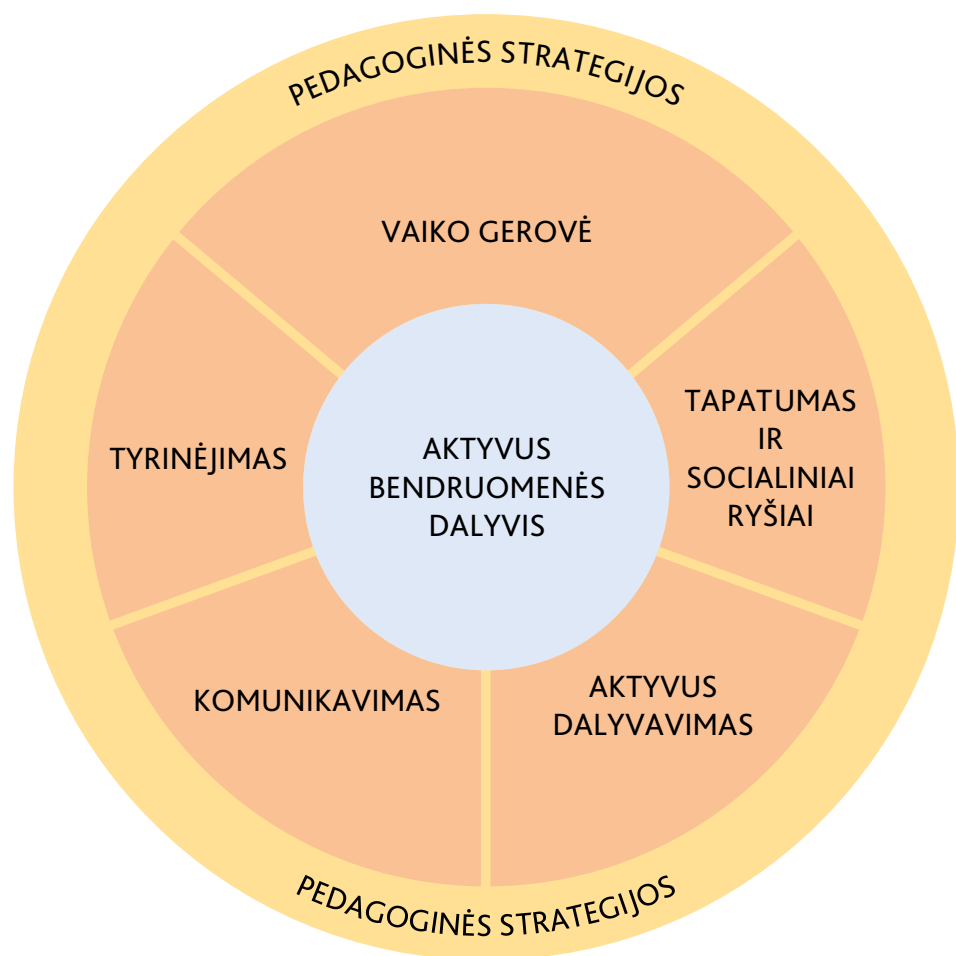 PEDAGOGINĖS STRATEGIJOS
VAIKO GEROVĖ
TAPATUMAS
IR
SOCIALINIAI
RYŠIAI
TYRINĖJIMAS
AKTYVUS
BENDRUOMENĖS
DALYVIS
KOMUNIKAVIMAS
AKTYVUS
DALYVAVIMAS
PEDAGOGINĖS STRATEGIJOS